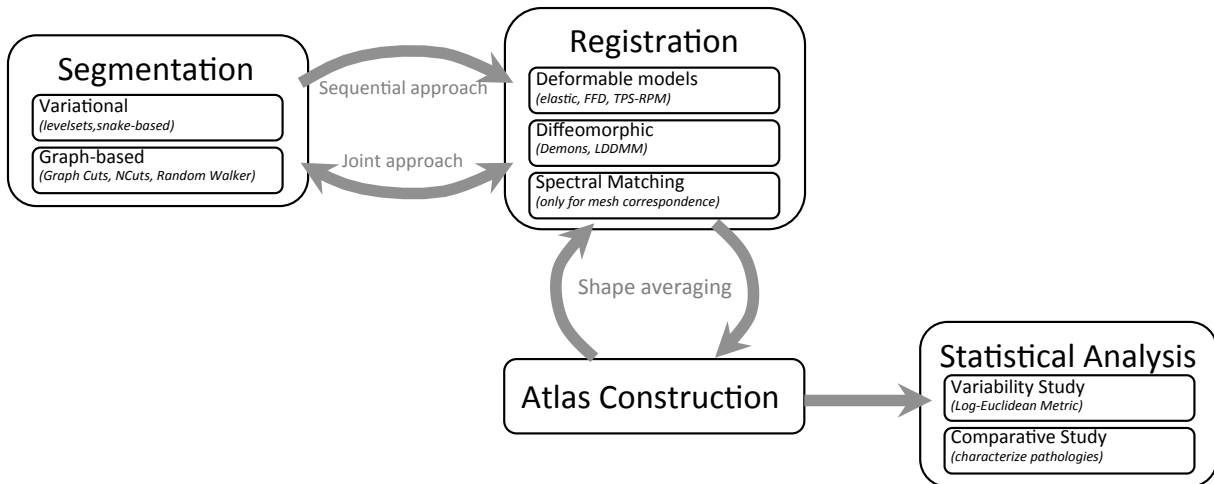 Segmentation
Variational
(levelsets,snake-based)
Graph-based
(Graph Cuts, NCuts, Random Walker)
Sequential approach
Joint approach
Registration
Deformable models
(elastic, FFD, TPS-RPM)
Diffeomorphic
(Demons, LDDMM)
Spectral Matching
(only for mesh correspondence)
Shape averaging
Atlas Construction
Statistical Analysis
Variability Study
(Log-Euclidean Metric)
Comparative Study
(characterize pathologies)